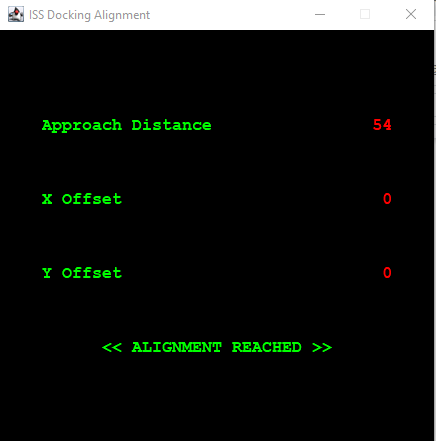 ISS Docking Alignment
Approach Distance 54
X Offset 0
Y Offset 0
<< ALIGNMENT REACHED >>